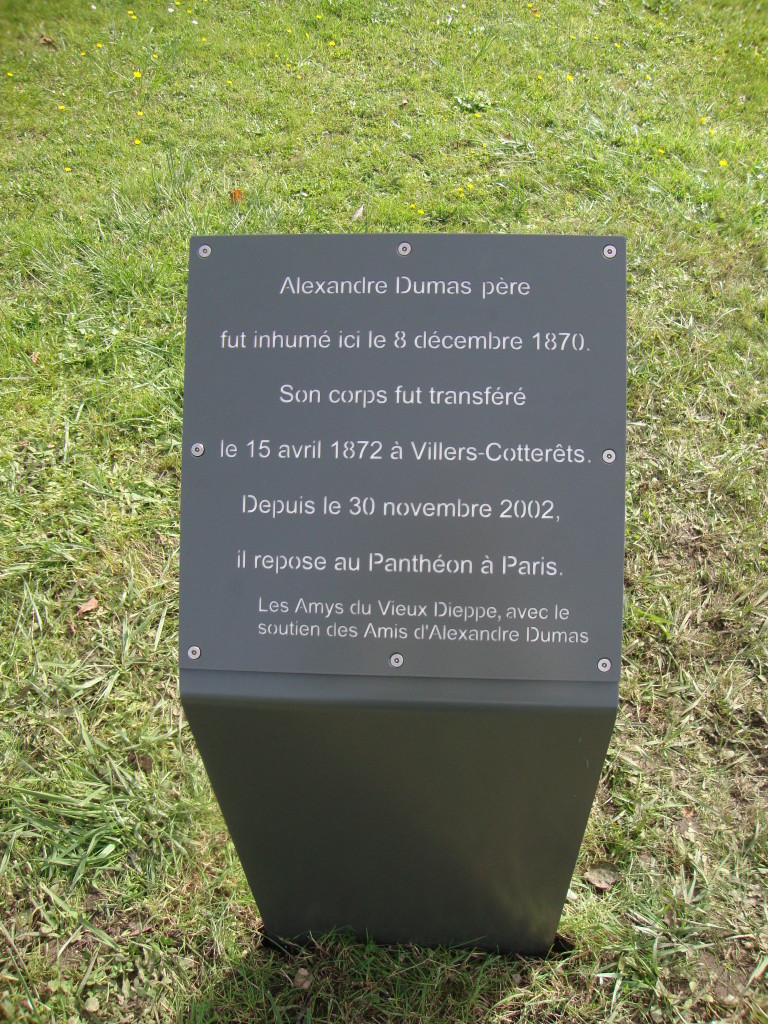 Alexandre Dumas père
fut inhumé ici le 8 décembre 1870.
Son corps fut transféré
le 15 avril 1872 à Villers-Cotterêts.
Depuis le 30 novembre 2002,
il repose au Panthéon à Paris.
Les Amys du Vieux Dieppe, avec le
soutien des Amis d'Alexandre Dumas